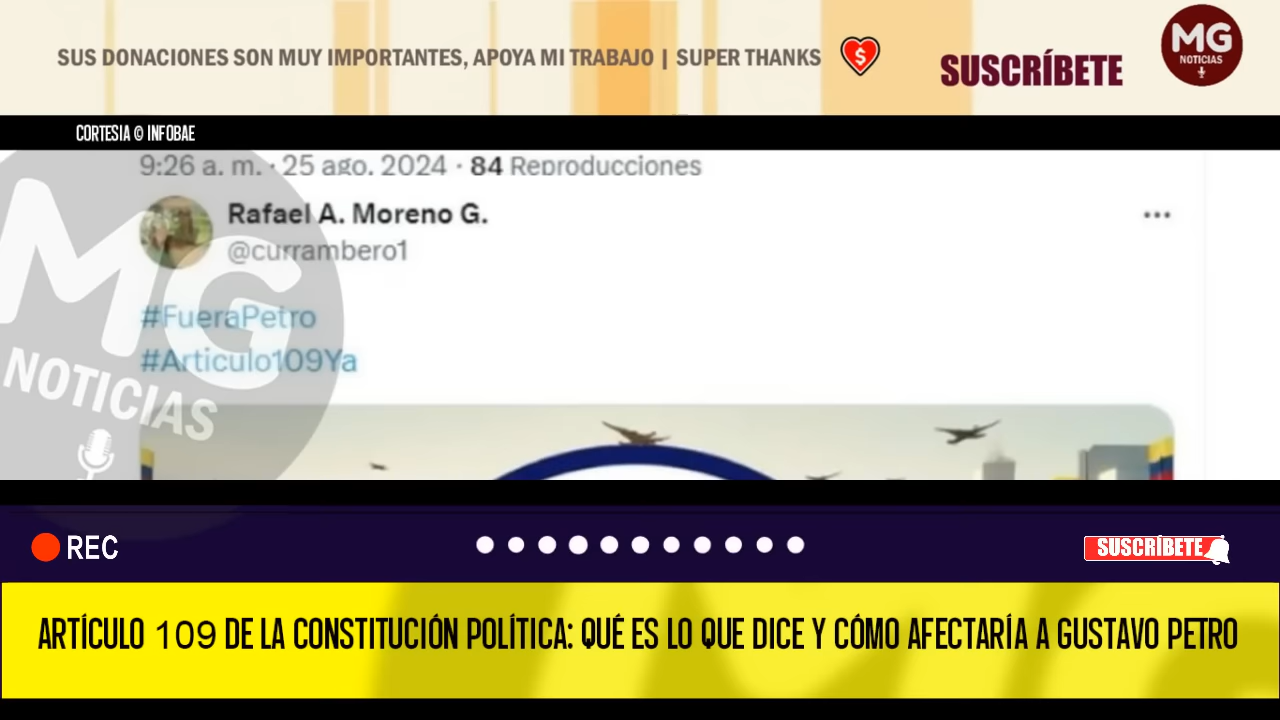 SUS DONACIONES SON MUY IMPORTANTES, APOYA MI TRABAJO | SUPER THANKS
SUSCRÍBETE
MG
NOTICIAS
CORTESIA © INFOBAE
9:26 a. m. · 25 ago. 2024 · 84 Reproducciones
Rafael A. Moreno G.
@currambero1
#FueraPetro
#Articulo109Ya
MG
NOTICIAS
REC
SUSCRÍBETE
ARTÍCULO 109 DE LA CONSTITUCIÓN POLÍTICA: QUÉ ES LO QUE DICE Y CÓMO AFECTARÍA A GUSTAVO PETRO